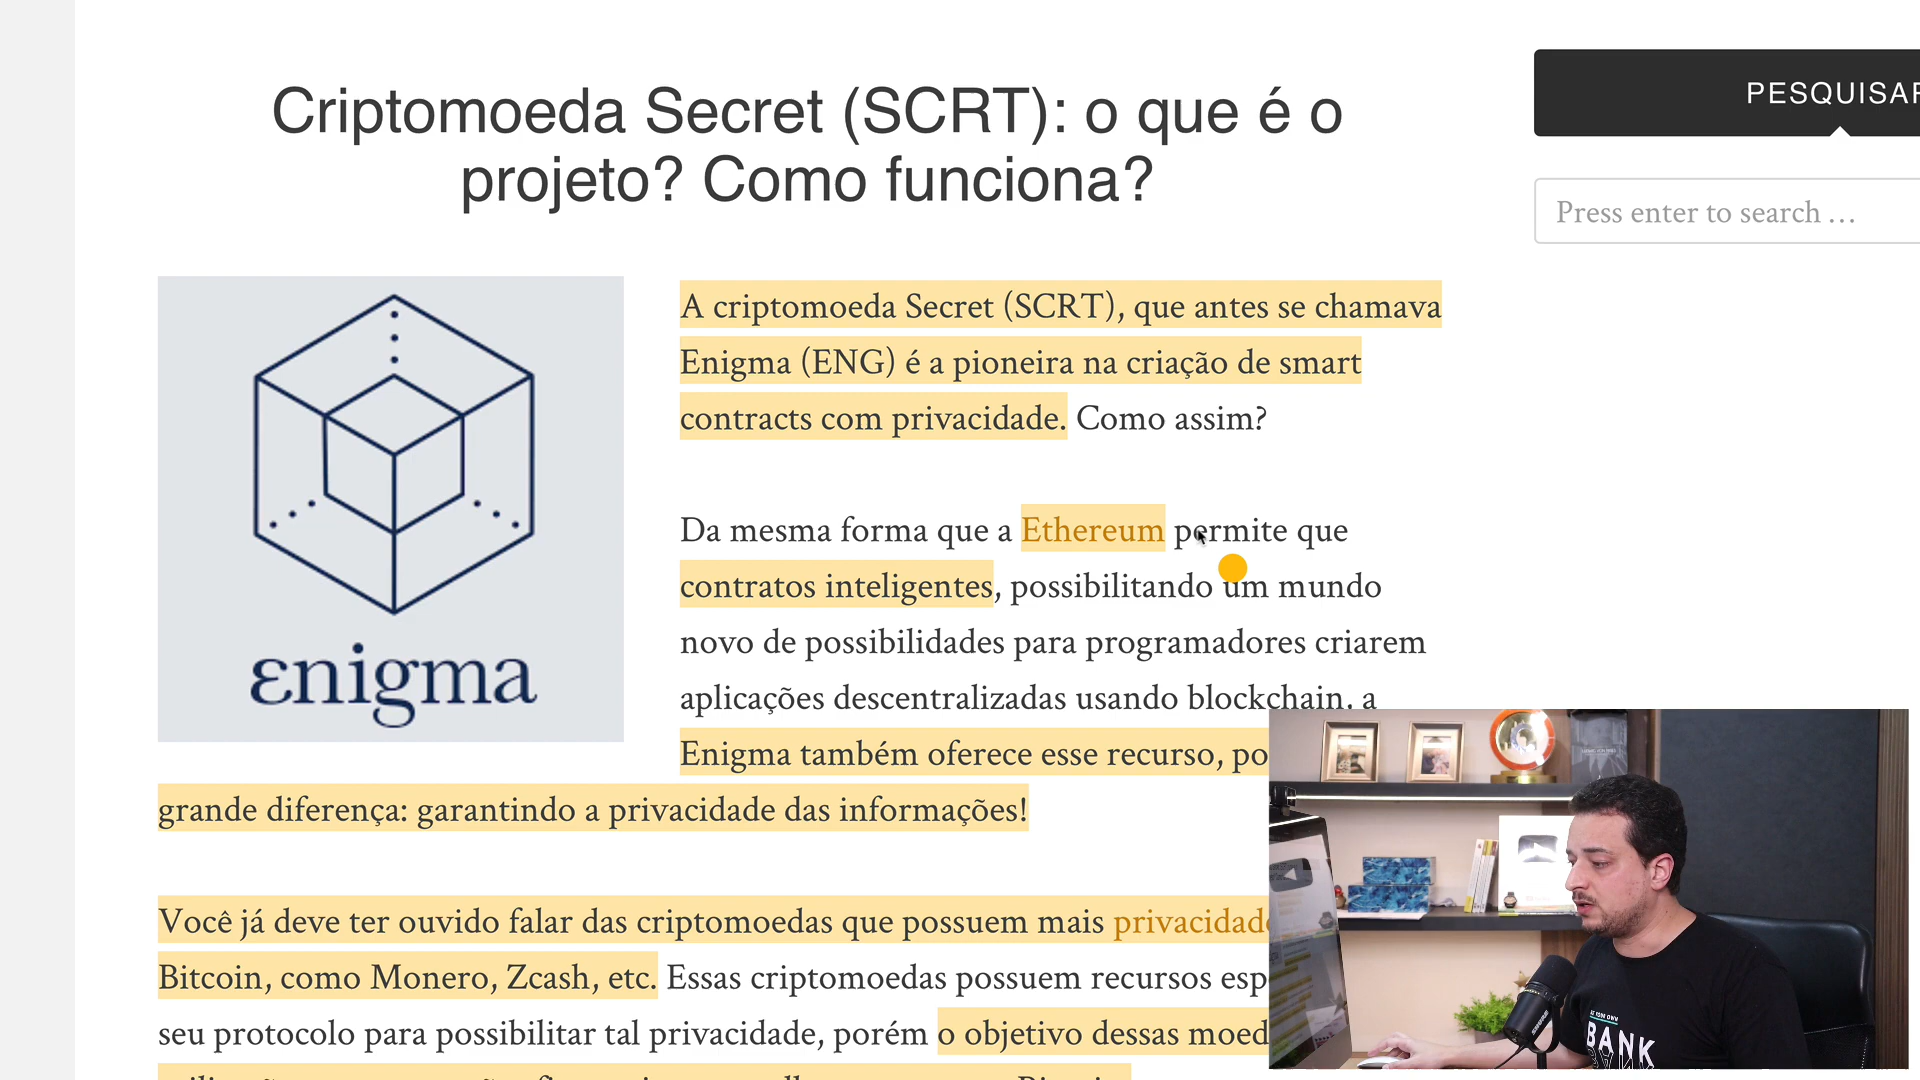 Criptomoeda Secret (SCRT): o que é o
projeto? Como funciona?
PESQUISAR
Press enter to search ...
εnigma
A criptomoeda Secret (SCRT), que antes se chamava
Enigma (ENG) é a pioneira na criação de smart
contracts com privacidade. Como assim?
Da mesma forma que a Ethereum permite que
contratos inteligentes, possibilitando um mundo
novo de possibilidades para programadores criarem
aplicações descentralizadas usando blockchain, a
Enigma também oferece esse recurso, po
grande diferença: garantindo a privacidade das informações!
Você já deve ter ouvido falar das criptomoedas que possuem mais privacidade
Bitcoin, como Monero, Zcash, etc. Essas criptomoedas possuem recursos esp
seu protocolo para possibilitar tal privacidade, porém o objetivo dessas moed
BANK